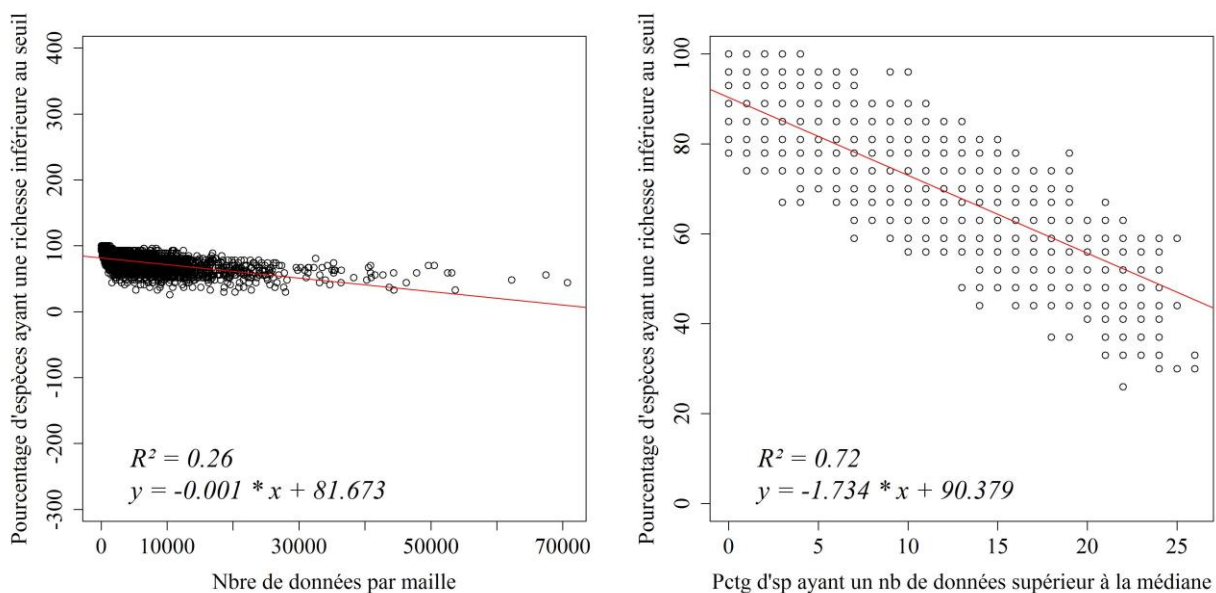 Pourcentage d'espèces ayant une richesse inférieure au seuil
400
300
200
100
0
-100
-200
-300
R² = 0.26
y = -0.001 * x + 81.673
0 10000 30000 50000 70000
Nbre de données par maille
Pourcentage d'espèces ayant une richesse inférieure au seuil
100
80
60
40
20
0
R² = 0.72
y = -1.734 * x + 90.379
0 5 10 15 20 25
Pctg d'sp ayant un nb de données supérieur à la médiane